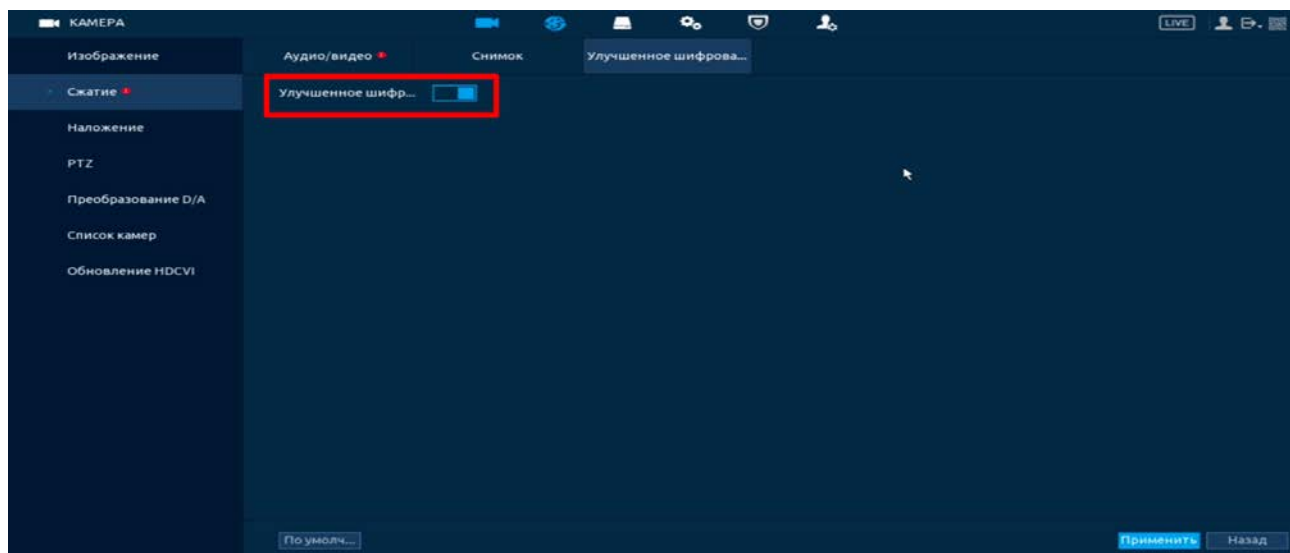 КАМЕРА
LIVE
Изображение
Аудио/видео
Снимок
Улучшенное шифрова...
Сжатие
Улучшенное шифр...
Наложение
PTZ
Преобразование D/A
Список камер
Обновление HDCVI
По умолч...
Применить
Назад